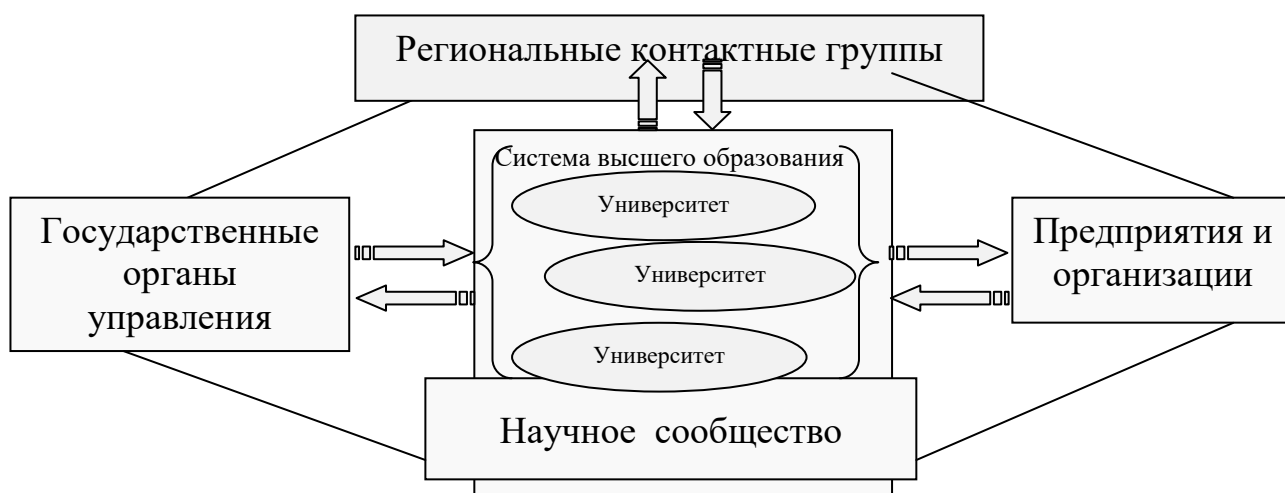 Региональные контактные группы
Система высшего образования
Университет
Университет
Университет
Государственные
органы
управления
Предприятия и
организации
Научное сообщество